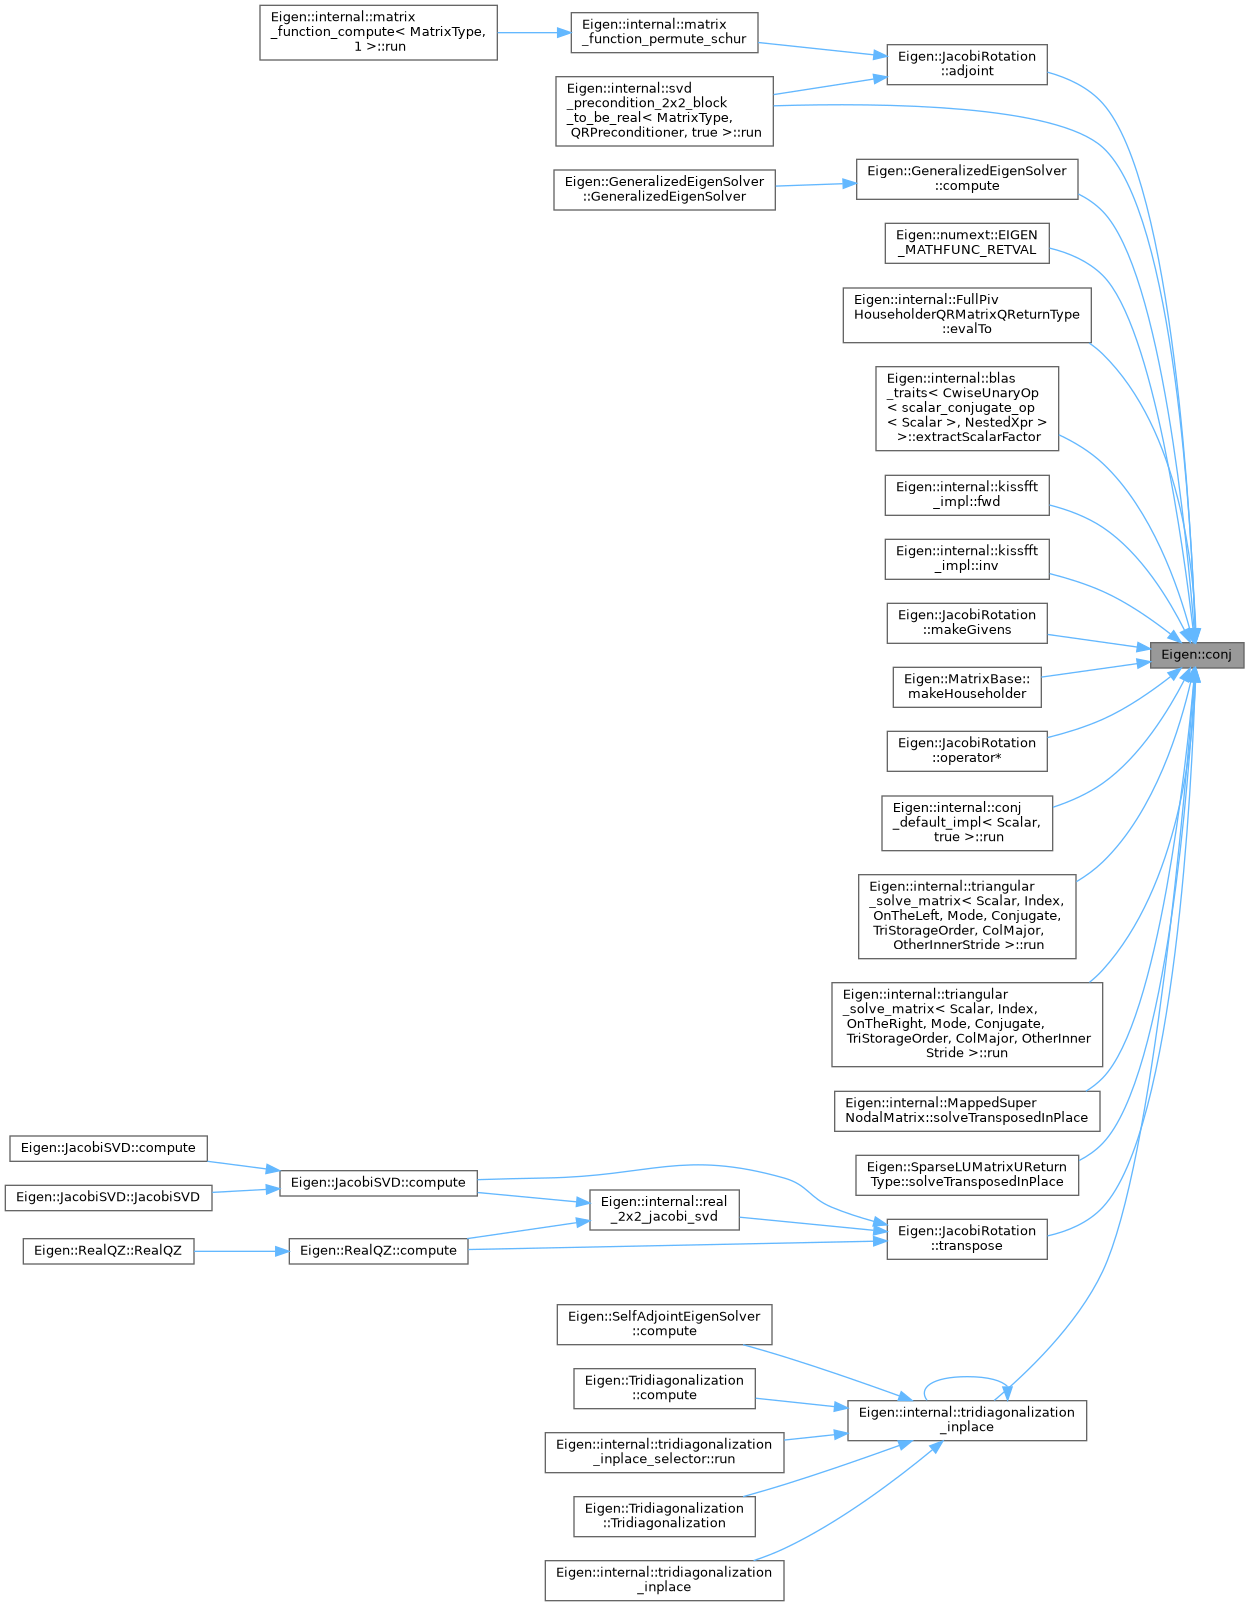 Eigen::internal::matrix
_function_compute< MatrixType,
1 >::run
Eigen::internal::matrix
_function_permute_schur
Eigen::JacobiRotation
::adjoint
Eigen::internal::svd
_precondition_2x2_block
_to_be_real< MatrixType,
QRPreconditioner, true >::run
Eigen::GeneralizedEigenSolver
::compute
Eigen::GeneralizedEigenSolver
::GeneralizedEigenSolver
Eigen::numext::EIGEN
_MATHFUNC_RETVAL
Eigen::internal::FullPiv
HouseholderQRMatrixQReturnType
::evalTo
Eigen::internal::blas
_traits< CwiseUnaryOp
< scalar_conjugate_op
< Scalar >, NestedXpr >
>::extractScalarFactor
Eigen::internal::kissfft
_impl::fwd
Eigen::internal::kissfft
_impl::inv
Eigen::JacobiRotation
::makeGivens
Eigen::conj
Eigen::MatrixBase::
makeHouseholder
Eigen::JacobiRotation
::operator*
Eigen::internal::conj
_default_impl< Scalar,
true >::run
Eigen::internal::triangular
_solve_matrix< Scalar, Index,
OnTheLeft, Mode, Conjugate,
TriStorageOrder, ColMajor,
OtherInnerStride >::run
Eigen::internal::triangular
_solve_matrix< Scalar, Index,
OnTheRight, Mode, Conjugate,
TriStorageOrder, ColMajor, OtherInner
Stride >::run
Eigen::internal::MappedSuper
NodalMatrix::solveTransposedInPlace
Eigen::SparseLUMatrixUReturn
Type::solveTransposedInPlace
Eigen::JacobiSVD::compute
Eigen::JacobiSVD::JacobiSVD
Eigen::JacobiSVD::compute
Eigen::internal::real
_2x2_jacobi_svd
Eigen::JacobiRotation
::transpose
Eigen::RealQZ::RealQZ
Eigen::RealQZ::compute
Eigen::SelfAdjointEigenSolver
::compute
Eigen::Tridiagonalization
::compute
Eigen::internal::tridiagonalization
_inplace
Eigen::internal::tridiagonalization
_inplace_selector::run
Eigen::Tridiagonalization
::Tridiagonalization
Eigen::internal::tridiagonalization
_inplace